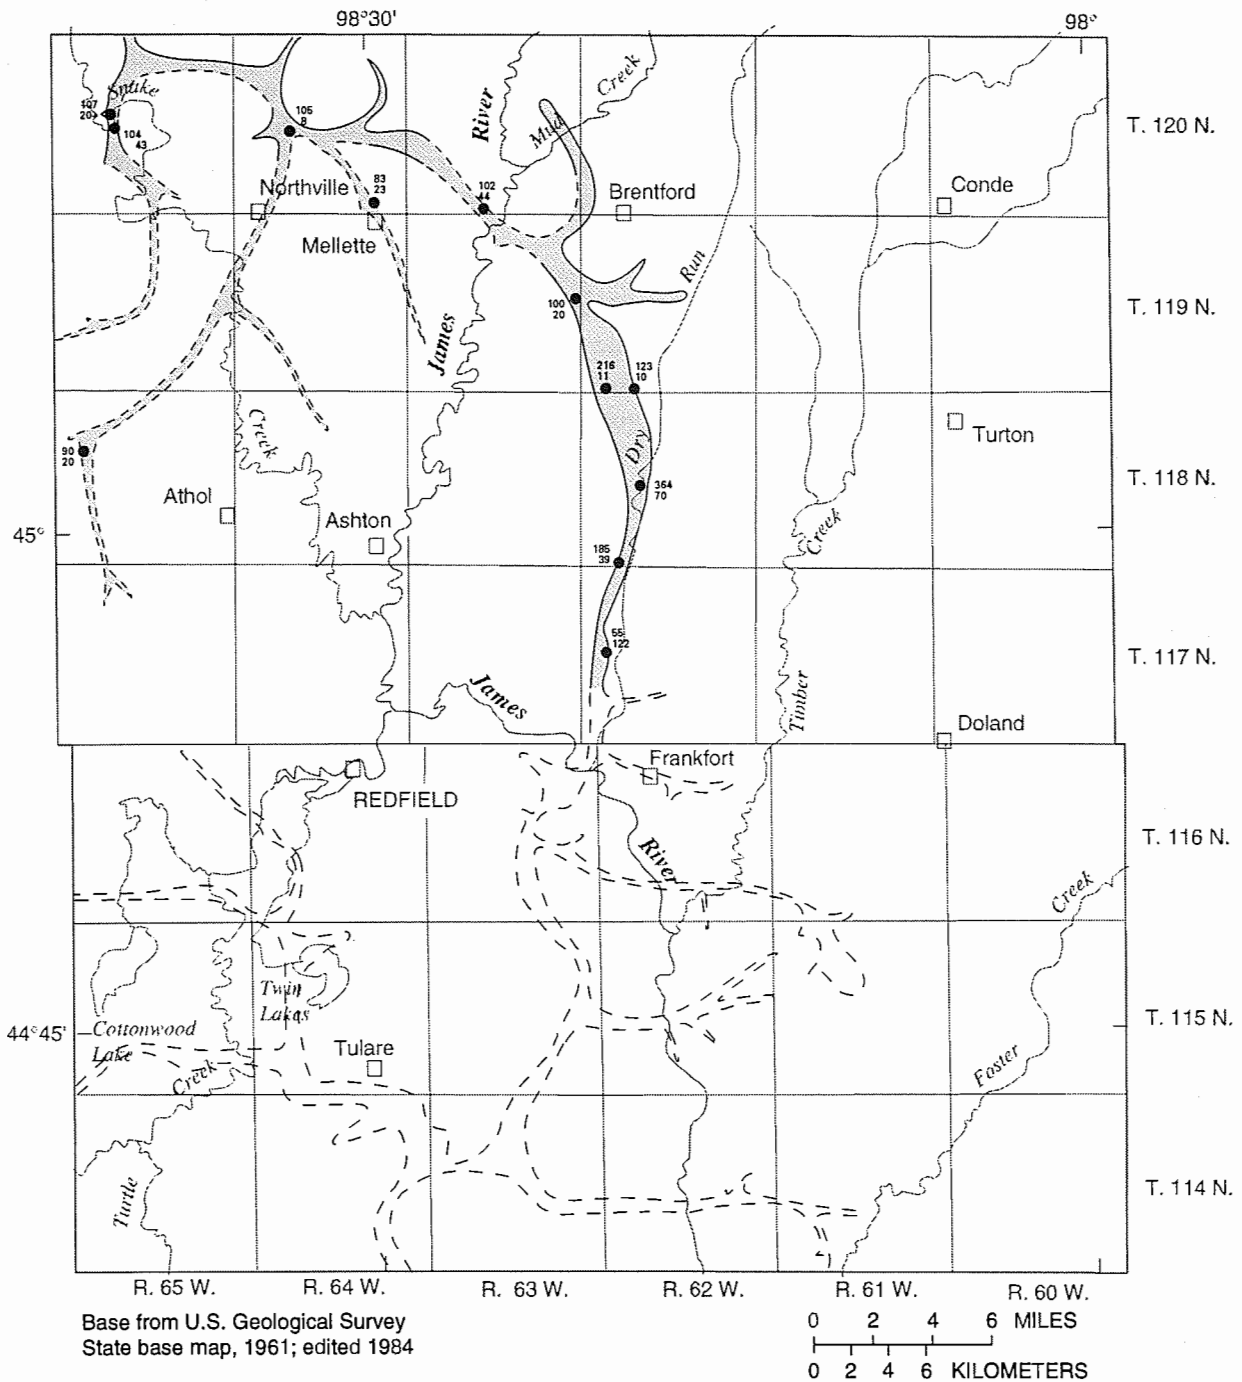 98°30'
98°
Snake
107
20
104
43
105
8
River
Creek
Mud
T. 120 N.
Northville
83
23
102
44
Brentford
Conde
Mellette
Run
James
100
20
T. 119 N.
216
11
123
10
Creek
90
20
Dry
Turton
T. 118 N.
Athol
364
70
Ashton
45°
185
39
Creek
55
122
T. 117 N.
Timber
James
Doland
Frankfort
REDFIELD
T. 116 N.
River
Creek
Twin
Lakes
44°45'
Cottonwood
Lake
T. 115 N.
Tulare
Creek
Foster
T. 114 N.
Turtle
R. 65 W. R. 64 W. R. 63 W. R. 62 W. R. 61 W. R. 60 W.
Base from U.S. Geological Survey
State base map, 1961; edited 1984
0 2 4 6 MILES
0 2 4 6 KILOMETERS